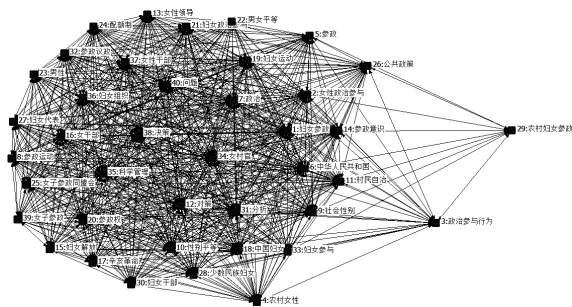 13:女性领导
24:配额制
21:妇女政治参与
22:男女平等
5:参政
32:参政议政
37:女性干部
19:妇女运动
26:公共政策
23:男性
40:问题
36:妇女组织
7:政治
2:女性政治参与
27:妇女代表
16:女干部
38:决策
1:妇女参政
14:参政意识
29:农村妇女参政
8:参政运动
34:女村官
6:中华人民共和国
35:科学管理
11:村民自治
25:女子参政同盟会
12:对策
31:分析
9:社会性别
39:女子参政
20:参政权
3:政治参与行为
15:妇女解放
10:性别平等
18:中国妇女
33:妇女参与
17:辛亥革命
28:少数民族妇女
30:妇女干部
4:农村女性